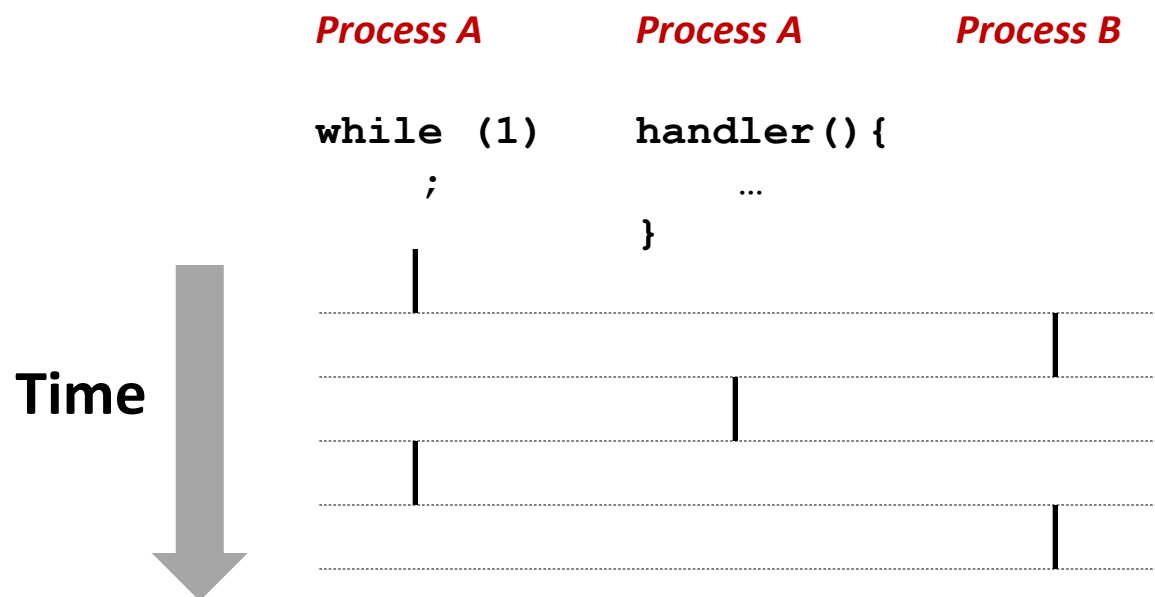 Process A Process A Process B
while (1) handler(){
; …
}
Time